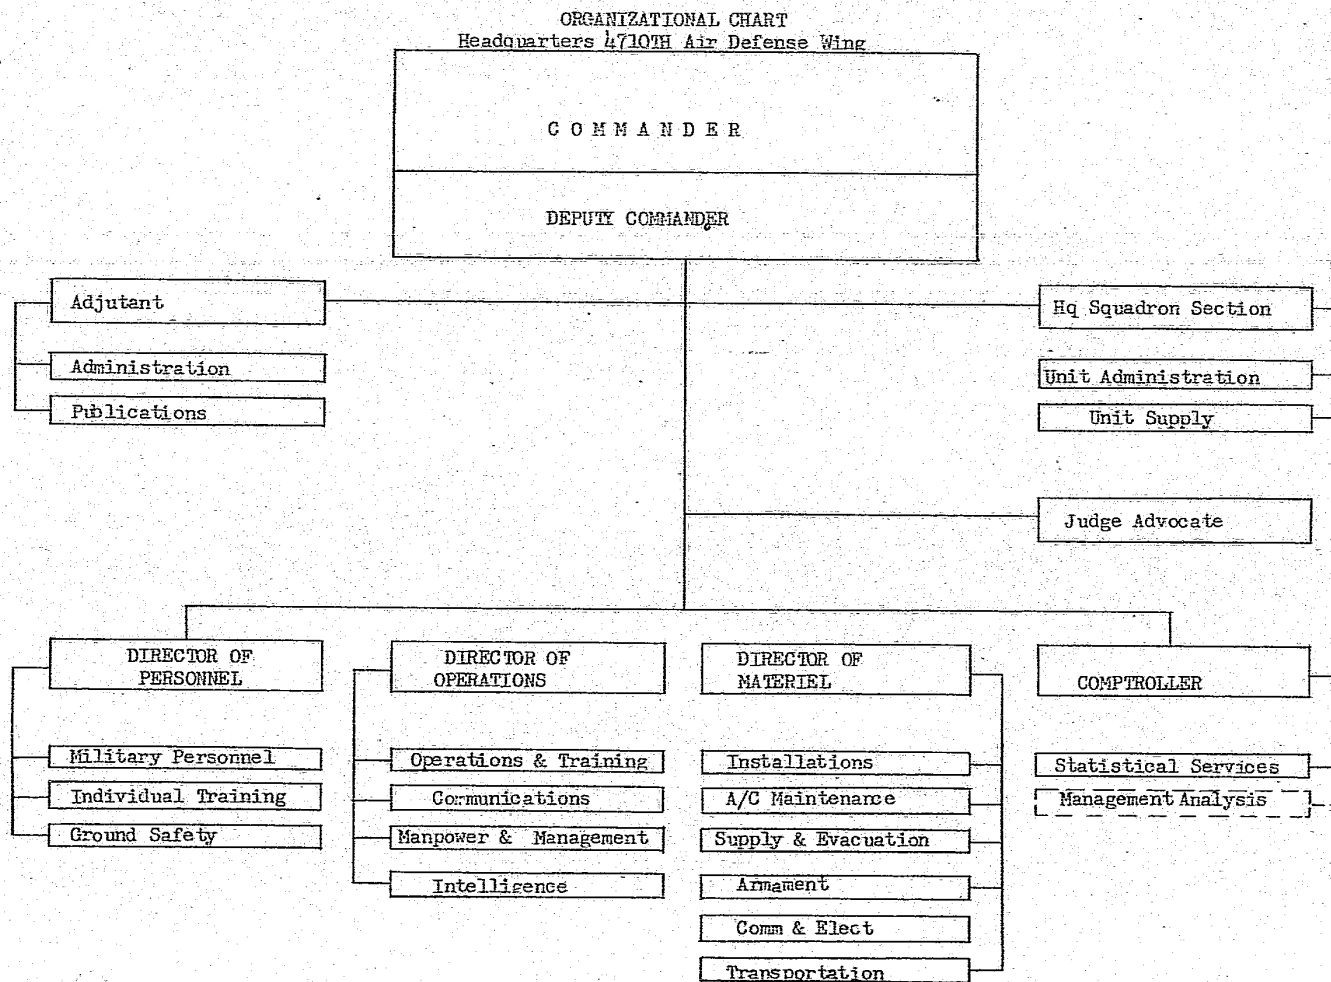 ORGANIZATIONAL CHART
Headquarters 4710TH Air Defense Wing
C O M M A N D E R
DEPUTY COMMANDER
Adjutant
Administration
Publications
Hq Squadron Section
Unit Administration
Unit Supply
Judge Advocate
DIRECTOR OF
PERSONNEL
Military Personnel
Individual Training
Ground Safety
DIRECTOR OF
OPERATIONS
Operations & Training
Communications
Manpower & Management
Intelligence
DIRECTOR OF
MATERIEL
Installations
A/C Maintenance
Supply & Evacuation
Armament
Comm & Elect
Transportation
COMPTROLLER
Statistical Services
Management Analysis